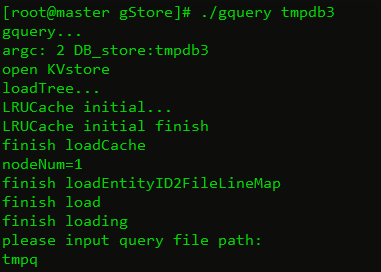 [root@master gStore]# ./gquery tmpdb3
gquery...
argc: 2 DB_store:tmpdb3
open KVstore
loadTree...
LRUCache initial...
LRUCache initial finish
finish loadCache
nodeNum=1
finish loadEntityID2FileLineMap
finish load
finish loading
please input query file path:
tmpq